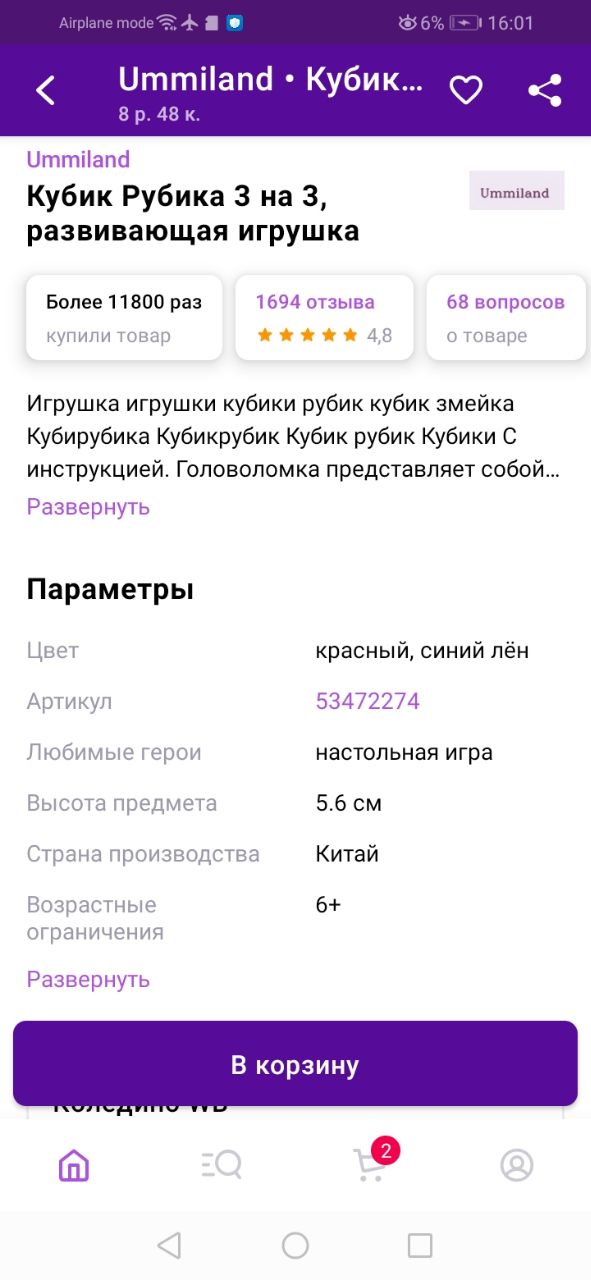 Airplane mode 6% 16:01
Ummiland • Кубик...
8 р. 48 к.
Ummiland
Кубик Рубика 3 на 3,
развивающая игрушка
Ummiland
Более 11800 раз
купили товар
1694 отзыва
4,8
68 вопросов
о товаре
Игрушка игрушки кубики рубик кубик змейка
Кубирубика Кубикрубик Кубик рубик Кубики С
инструкцией. Головоломка представляет собой...
Развернуть
Параметры
Цвет красный, синий лён
Артикул 53472274
Любимые герои настольная игра
Высота предмета 5.6 см
Страна производства Китай
Возрастные 6+
ограничения
Развернуть
В корзину
Коледино WB
2